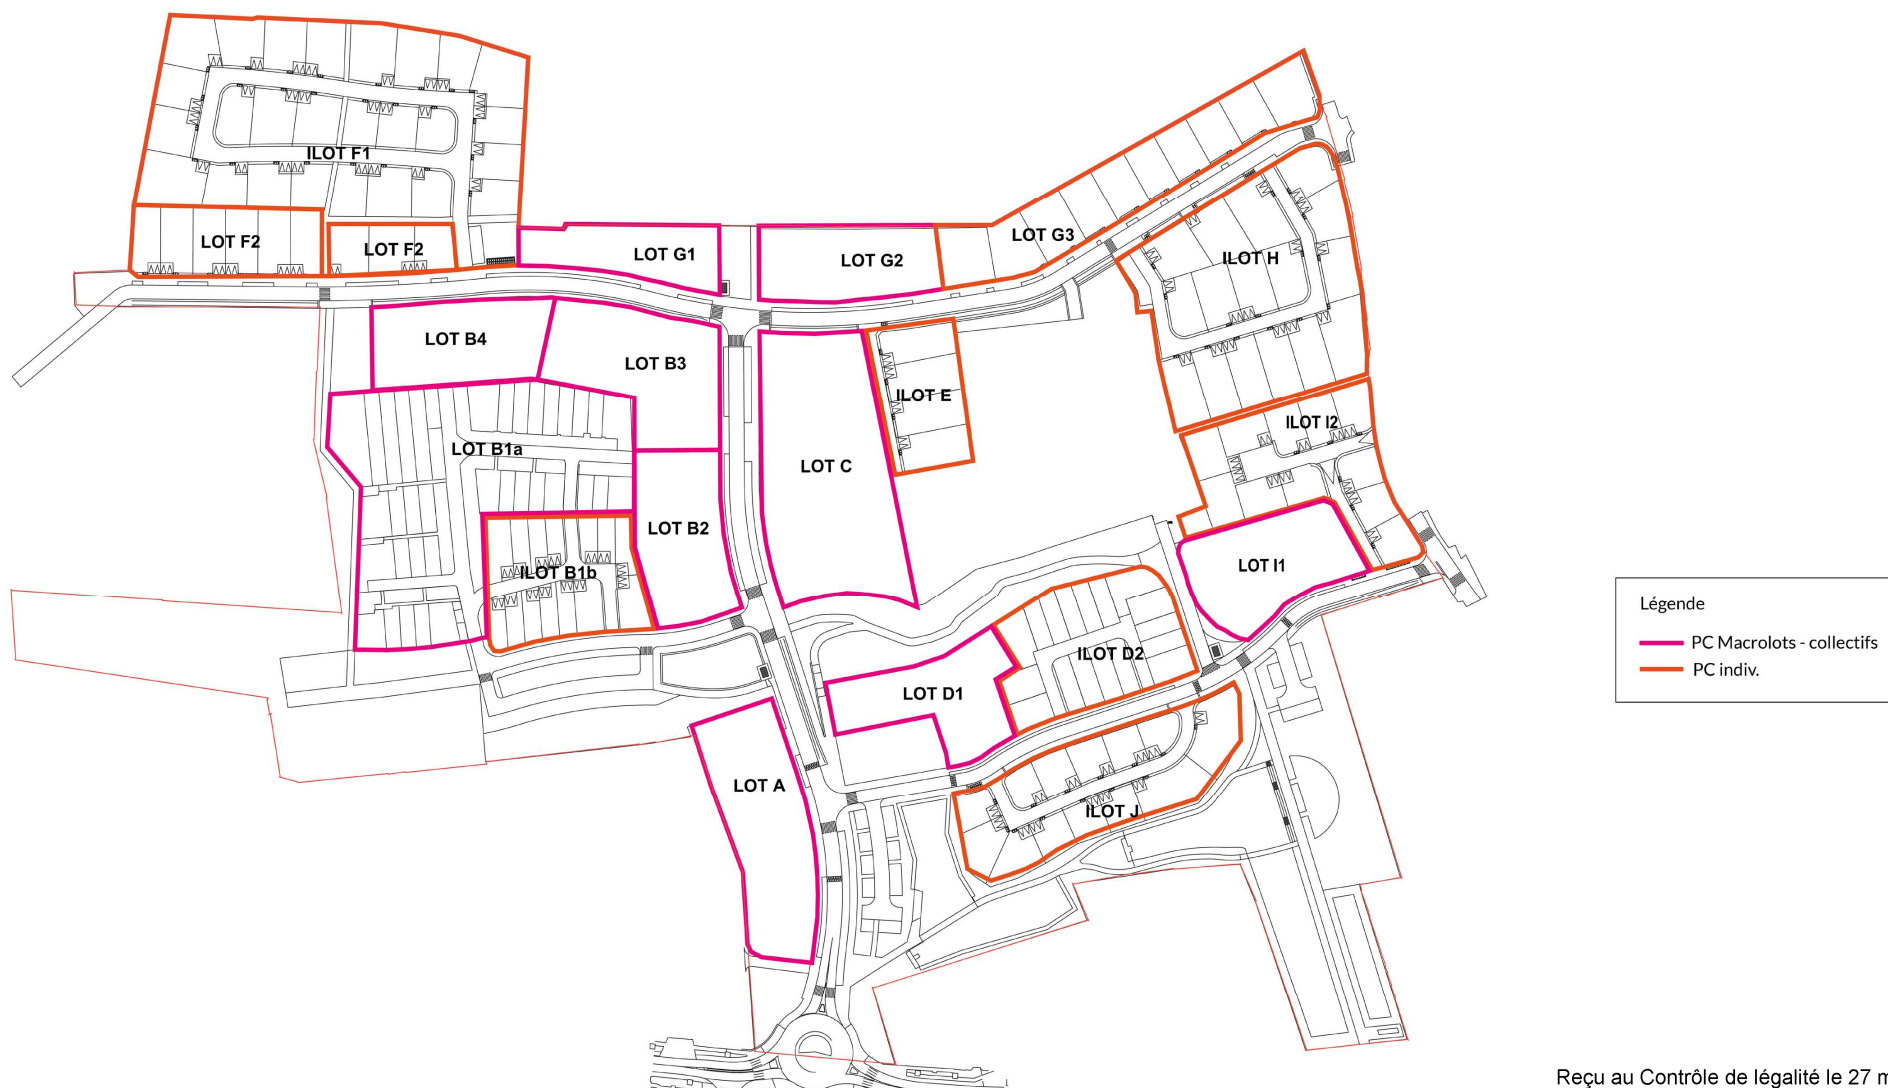 ILOT F1
LOT F2
LOT F2
LOT G1
LOT G2
LOT G3
ILOT H
LOT B4
LOT B3
ILOT E
ILOT I2
LOT B1a
LOT C
LOT B2
ILOT B1b
LOT I1
ILOT D2
LOT D1
LOT A
ILOT J
Légende
PC Macrolots - collectifs
PC indiv.
Reçu au Contrôle de légalité le 27 m